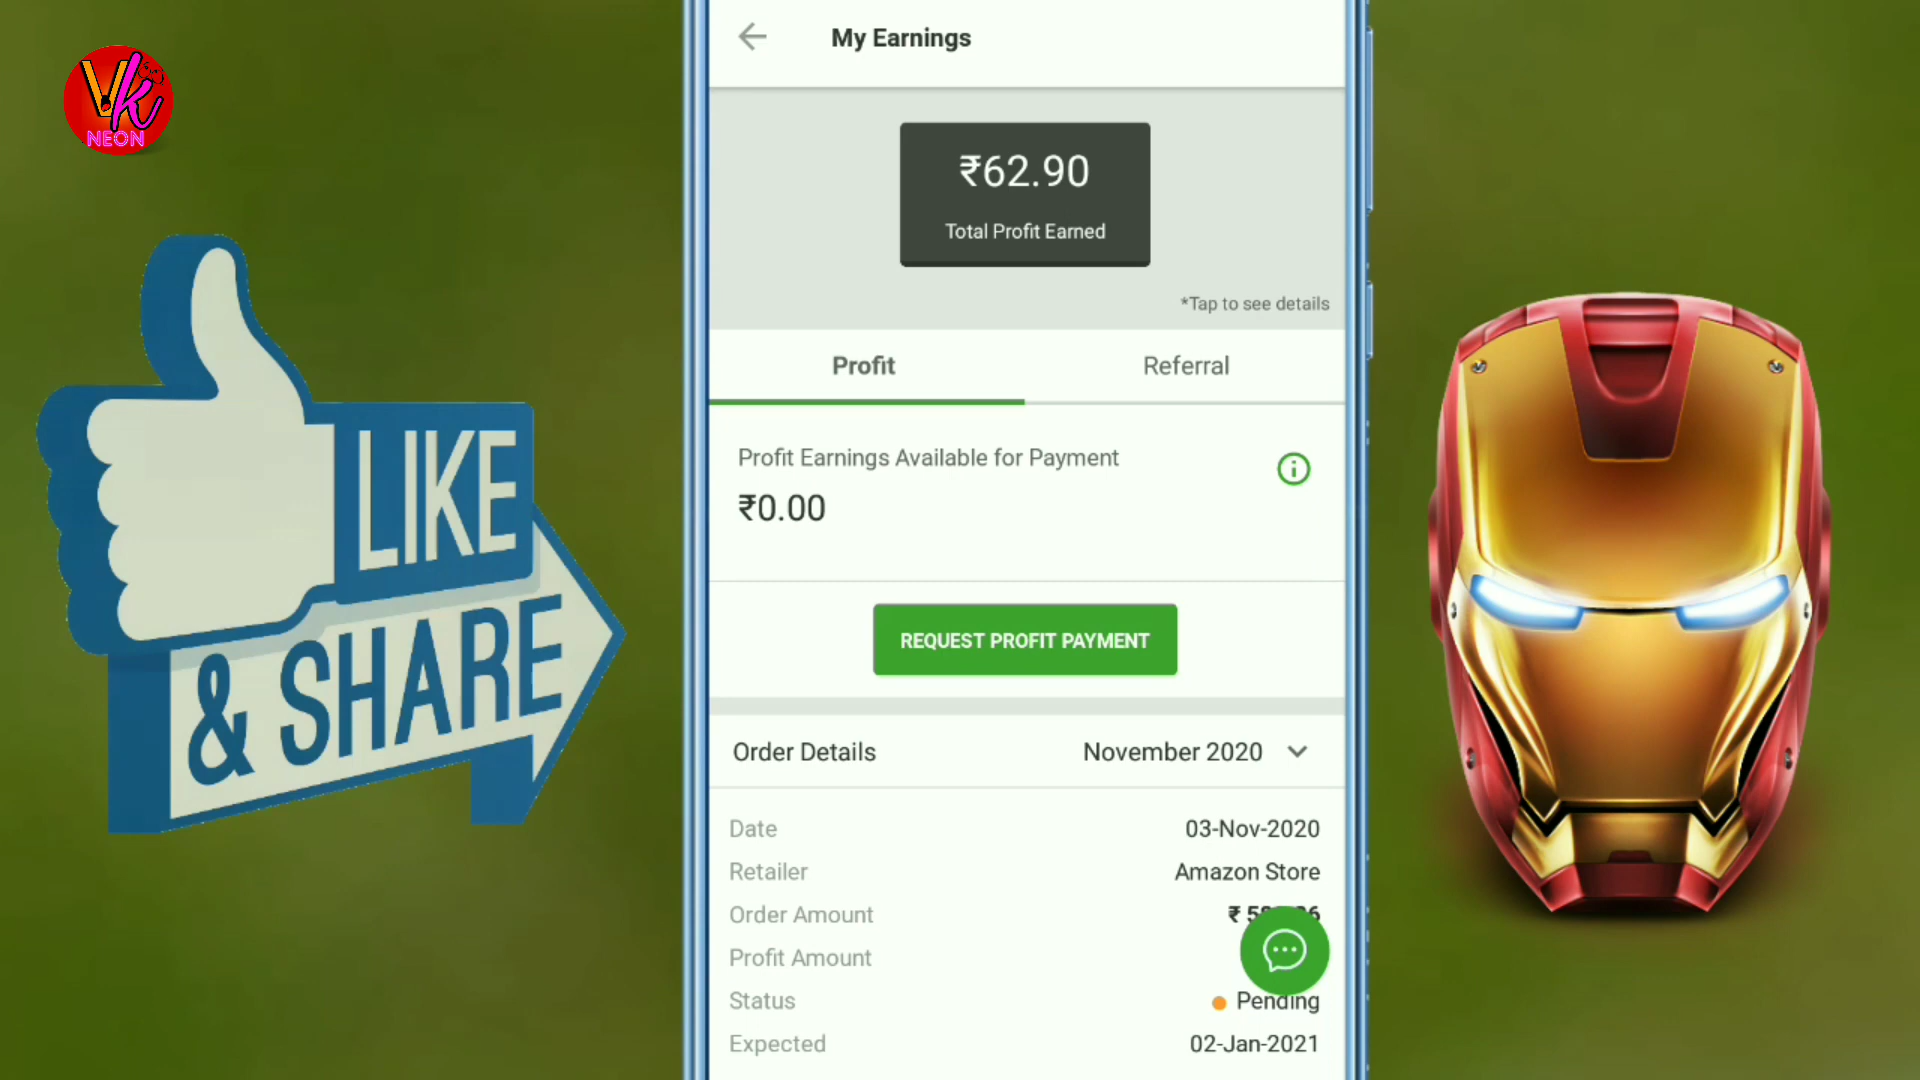 VK
NEON
LIKE
& SHARE
My Earnings
₹62.90
Total Profit Earned
*Tap to see details
Profit
Referral
Profit Earnings Available for Payment
₹0.00
REQUEST PROFIT PAYMENT
Order Details
November 2020
Date
03-Nov-2020
Retailer
Amazon Store
Order Amount
₹
Profit Amount
Status
Pending
Expected
02-Jan-2021